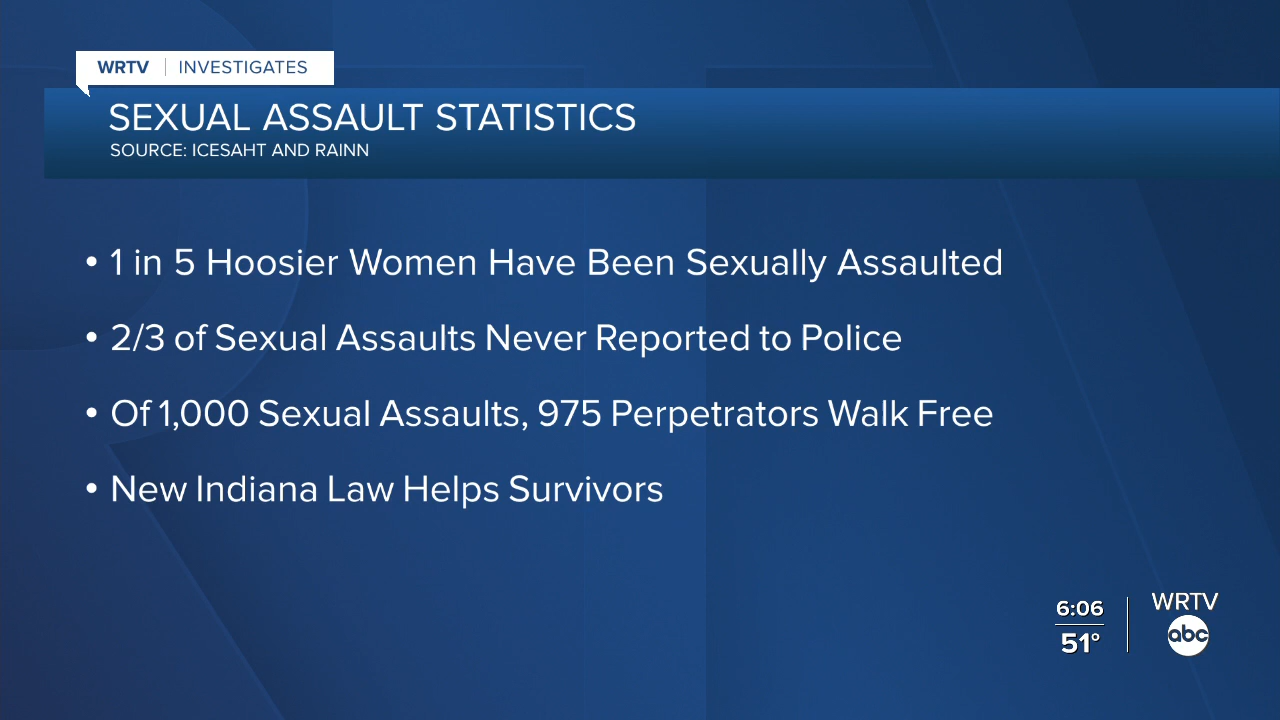 WRTV | INVESTIGATES
SEXUAL ASSAULT STATISTICS
SOURCE: ICESAHT AND RAINN
• 1 in 5 Hoosier Women Have Been Sexually Assaulted
• 2/3 of Sexual Assaults Never Reported to Police
• Of 1,000 Sexual Assaults, 975 Perpetrators Walk Free
• New Indiana Law Helps Survivors
6:06
51°
WRTV
abc